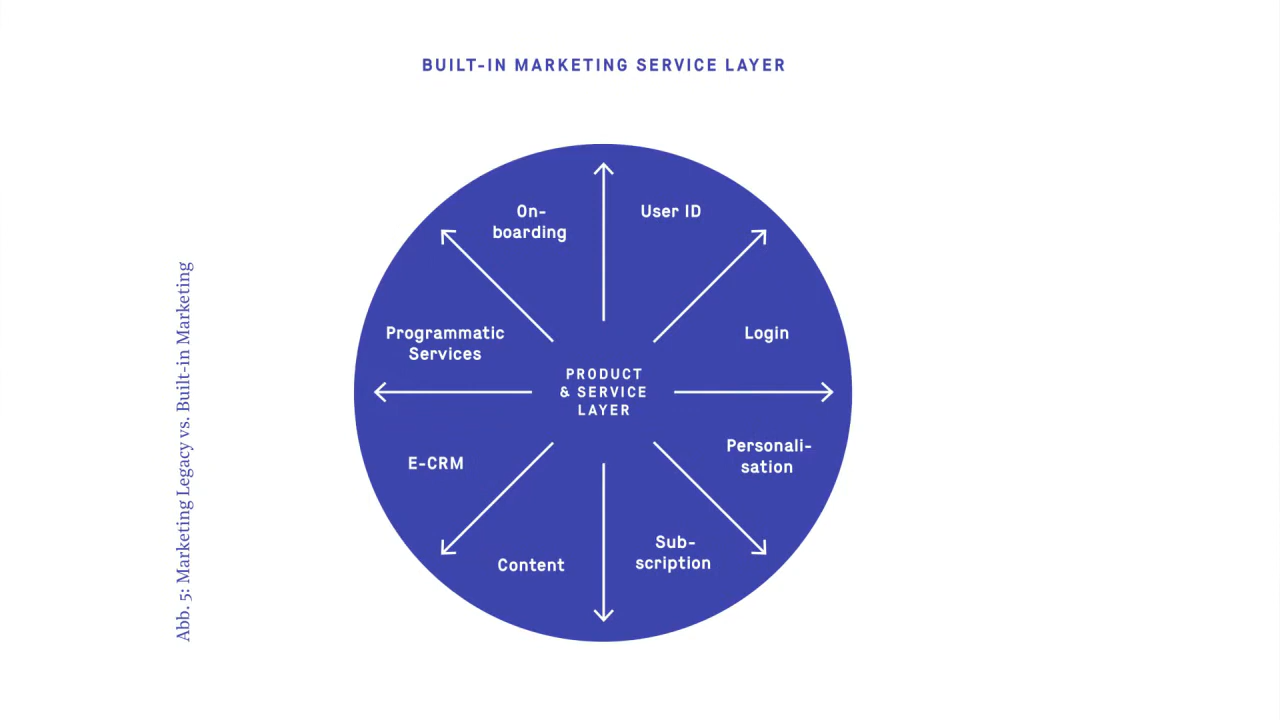 BUILT-IN MARKETING SERVICE LAYER
On-
boarding
User ID
Programmatic
Services
Login
PRODUCT
& SERVICE
LAYER
E-CRM
Personali-
sation
Content
Sub-
scription
Abb. 5: Marketing Legacy vs. Built-in Marketing